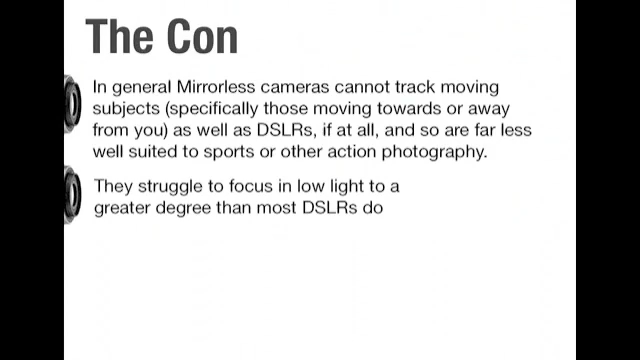 The Con
In general Mirrorless cameras cannot track moving
subjects (specifically those moving towards or away
from you) as well as DSLRs, if at all, and so are far less
well suited to sports or other action photography.
They struggle to focus in low light to a
greater degree than most DSLRs do